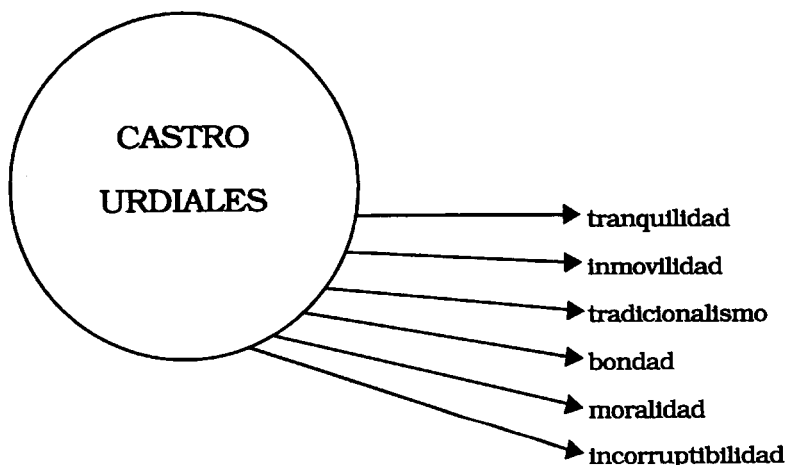 CASTRO
URDIALES
tranquilidad
inmovilidad
tradicionalismo
bondad
moralidad
incorruptibilidad